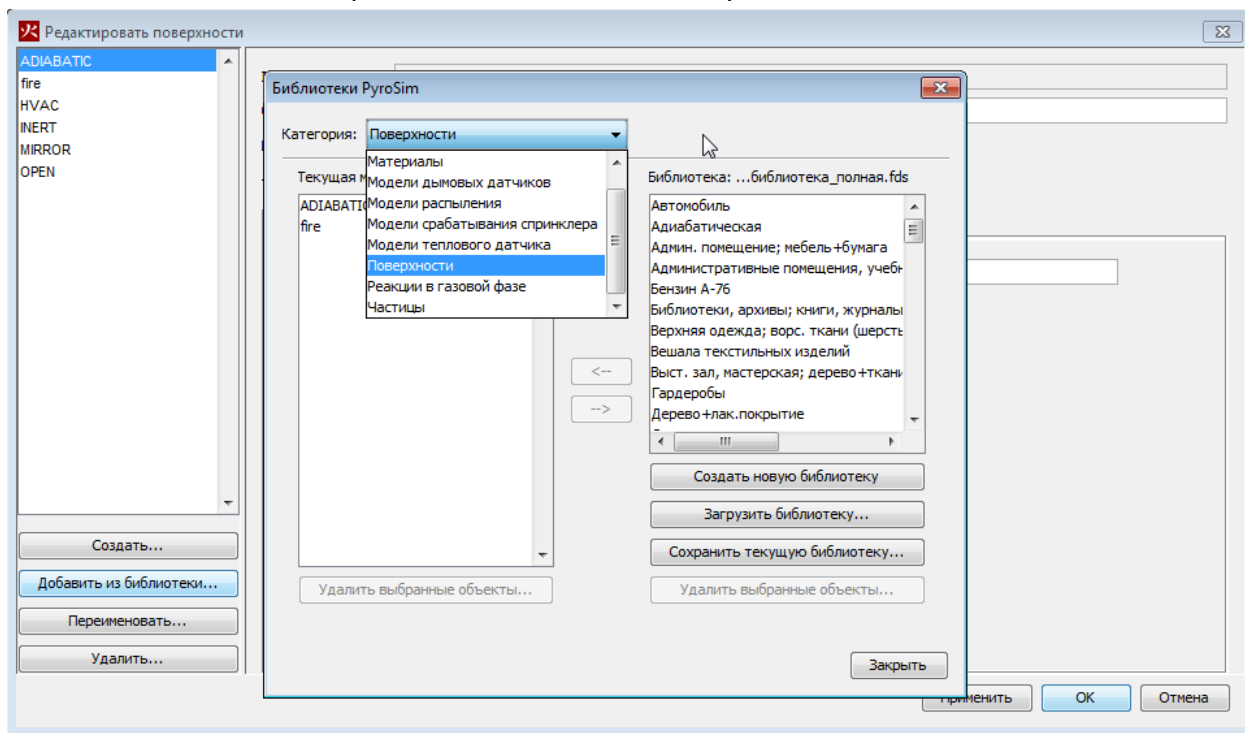 Редактировать поверхности
ADIABATIC
fire
HVAC
INERT
MIRROR
OPEN
Создать...
Добавить из библиотеки...
Переименовать...
Удалить...
Библиотеки PyroSim
Категория: Поверхности
Материалы
Модели дымовых датчиков
Модели распыления
Модели срабатывания спринклера
Модели теплового датчика
Поверхности
Реакции в газовой фазе
Частицы
Текущая
ADIABATIC
fire
Удалить выбранные объекты...
<--
-->
Библиотека: ...библиотека_полная.fds
Автомобиль
Адиабатическая
Админ. помещение; мебель+бумага
Административные помещения, учебн
Бензин А-76
Библиотеки, архивы; книги, журналы
Верхняя одежда; ворс. ткани (шерсть
Вешала текстильных изделий
Выст. зал, мастерская; дерево+ткани
Гардеробы
Дерево+лак.покрытие
Создать новую библиотеку
Загрузить библиотеку...
Сохранить текущую библиотеку...
Удалить выбранные объекты...
Закрыть
Применить
OK
Отмена